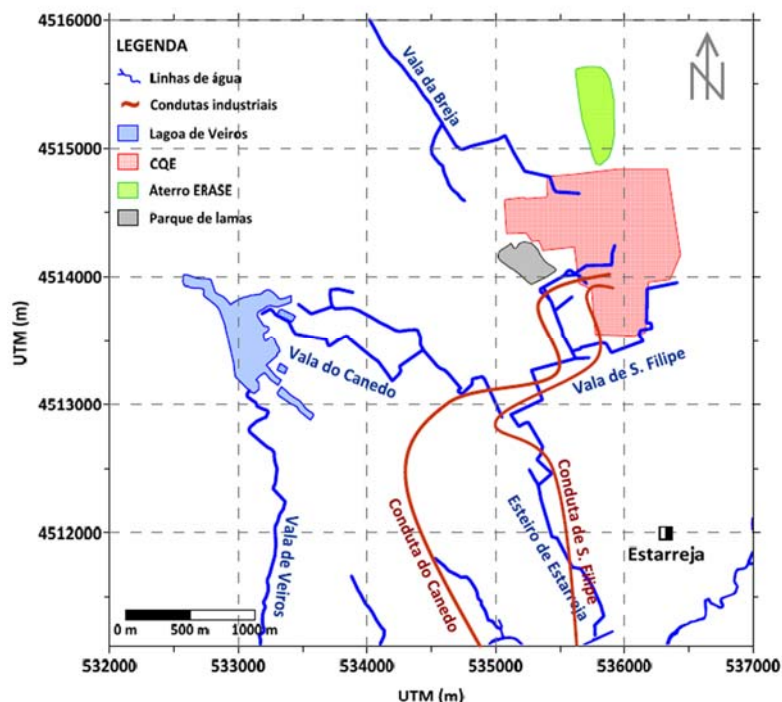 4516000
4515000
4514000
4513000
4512000
UTM (m)
LEGENDA
Linhas de água
Condutas industriais
Lagoa de Veiros
CQE
Aterro ERASE
Parque de lamas
N
Vala da Breja
Vala do Canedo
Vala de S. Filipe
Vala de Veiros
Conduta do Canedo
Esteiro de Estarreja
Conduta de S. Filipe
Estarreja
0 m 500 m 1000 m
532000 533000 534000 535000 536000 537000
UTM (m)